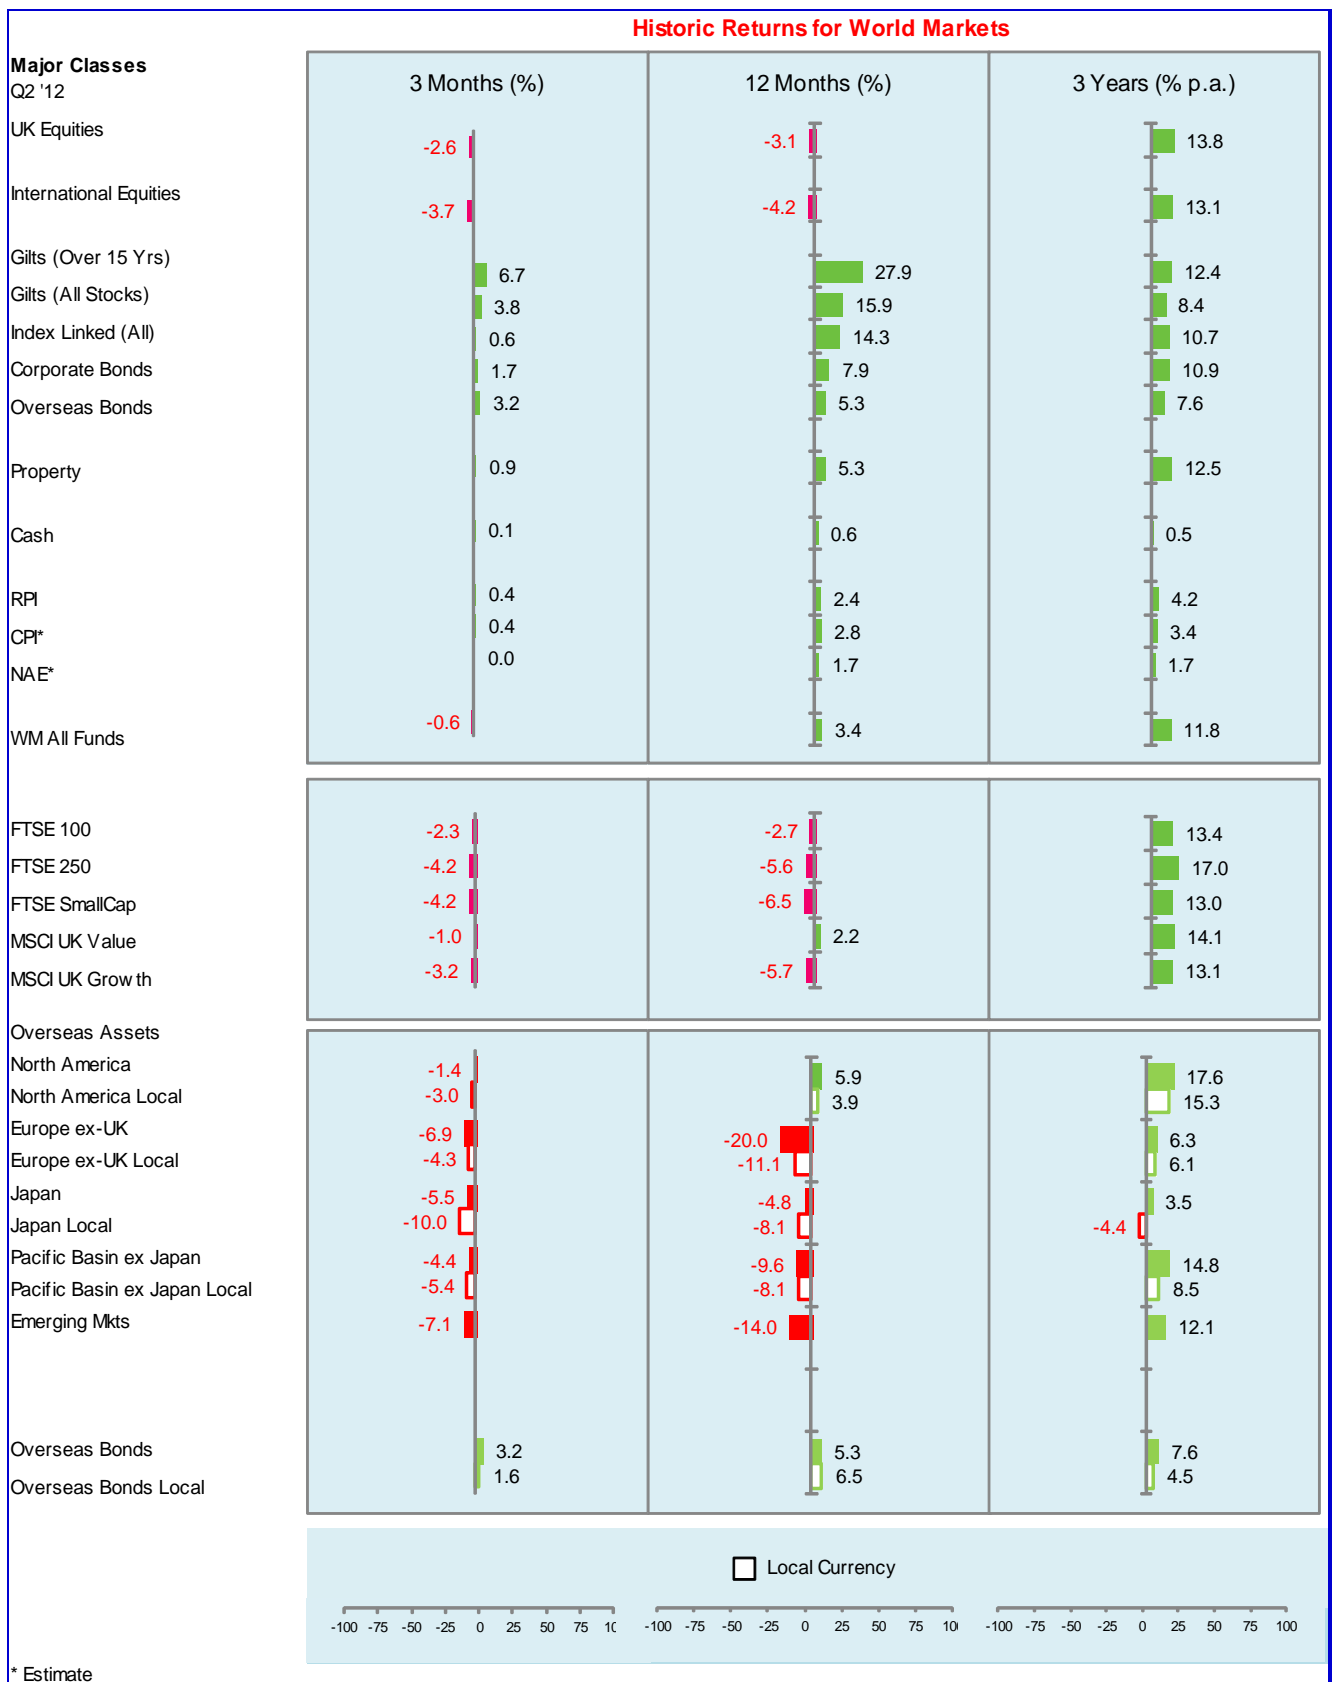 Historic Returns for World Markets
Major Classes
Q2 '12
3 Months (%) 12 Months (%) 3 Years (% p.a.)
UK Equities -2.6 -3.1 13.8
International Equities -3.7 -4.2 13.1
Gilts (Over 15 Yrs) 6.7 27.9 12.4
Gilts (All Stocks) 3.8 15.9 8.4
Index Linked (All) 0.6 14.3 10.7
Corporate Bonds 1.7 7.9 10.9
Overseas Bonds 3.2 5.3 7.6
Property 0.9 5.3 12.5
Cash 0.1 0.6 0.5
RPI 0.4 2.4 4.2
CPI* 0.4 2.8 3.4
NAE* 0.0 1.7 1.7
WM All Funds -0.6 3.4 11.8
FTSE 100 -2.3 -2.7 13.4
FTSE 250 -4.2 -5.6 17.0
FTSE SmallCap -4.2 -6.5 13.0
MSCI UK Value -1.0 2.2 14.1
MSCI UK Growth -3.2 -5.7 13.1
Overseas Assets
North America -1.4 5.9 17.6
North America Local -3.0 3.9 15.3
Europe ex-UK -6.9 -20.0 6.3
Europe ex-UK Local -4.3 -11.1 6.1
Japan -5.5 -4.8 3.5
Japan Local -10.0 -8.1 -4.4
Pacific Basin ex Japan -4.4 -9.6 14.8
Pacific Basin ex Japan Local -5.4 -8.1 8.5
Emerging Mkts -7.1 -14.0 12.1
Overseas Bonds 3.2 5.3 7.6
Overseas Bonds Local 1.6 6.5 4.5
Local Currency
-100 -75 -50 -25 0 25 50 75 10 -100 -75 -50 -25 0 25 50 75 10 -100 -75 -50 -25 0 25 50 75 100
* Estimate